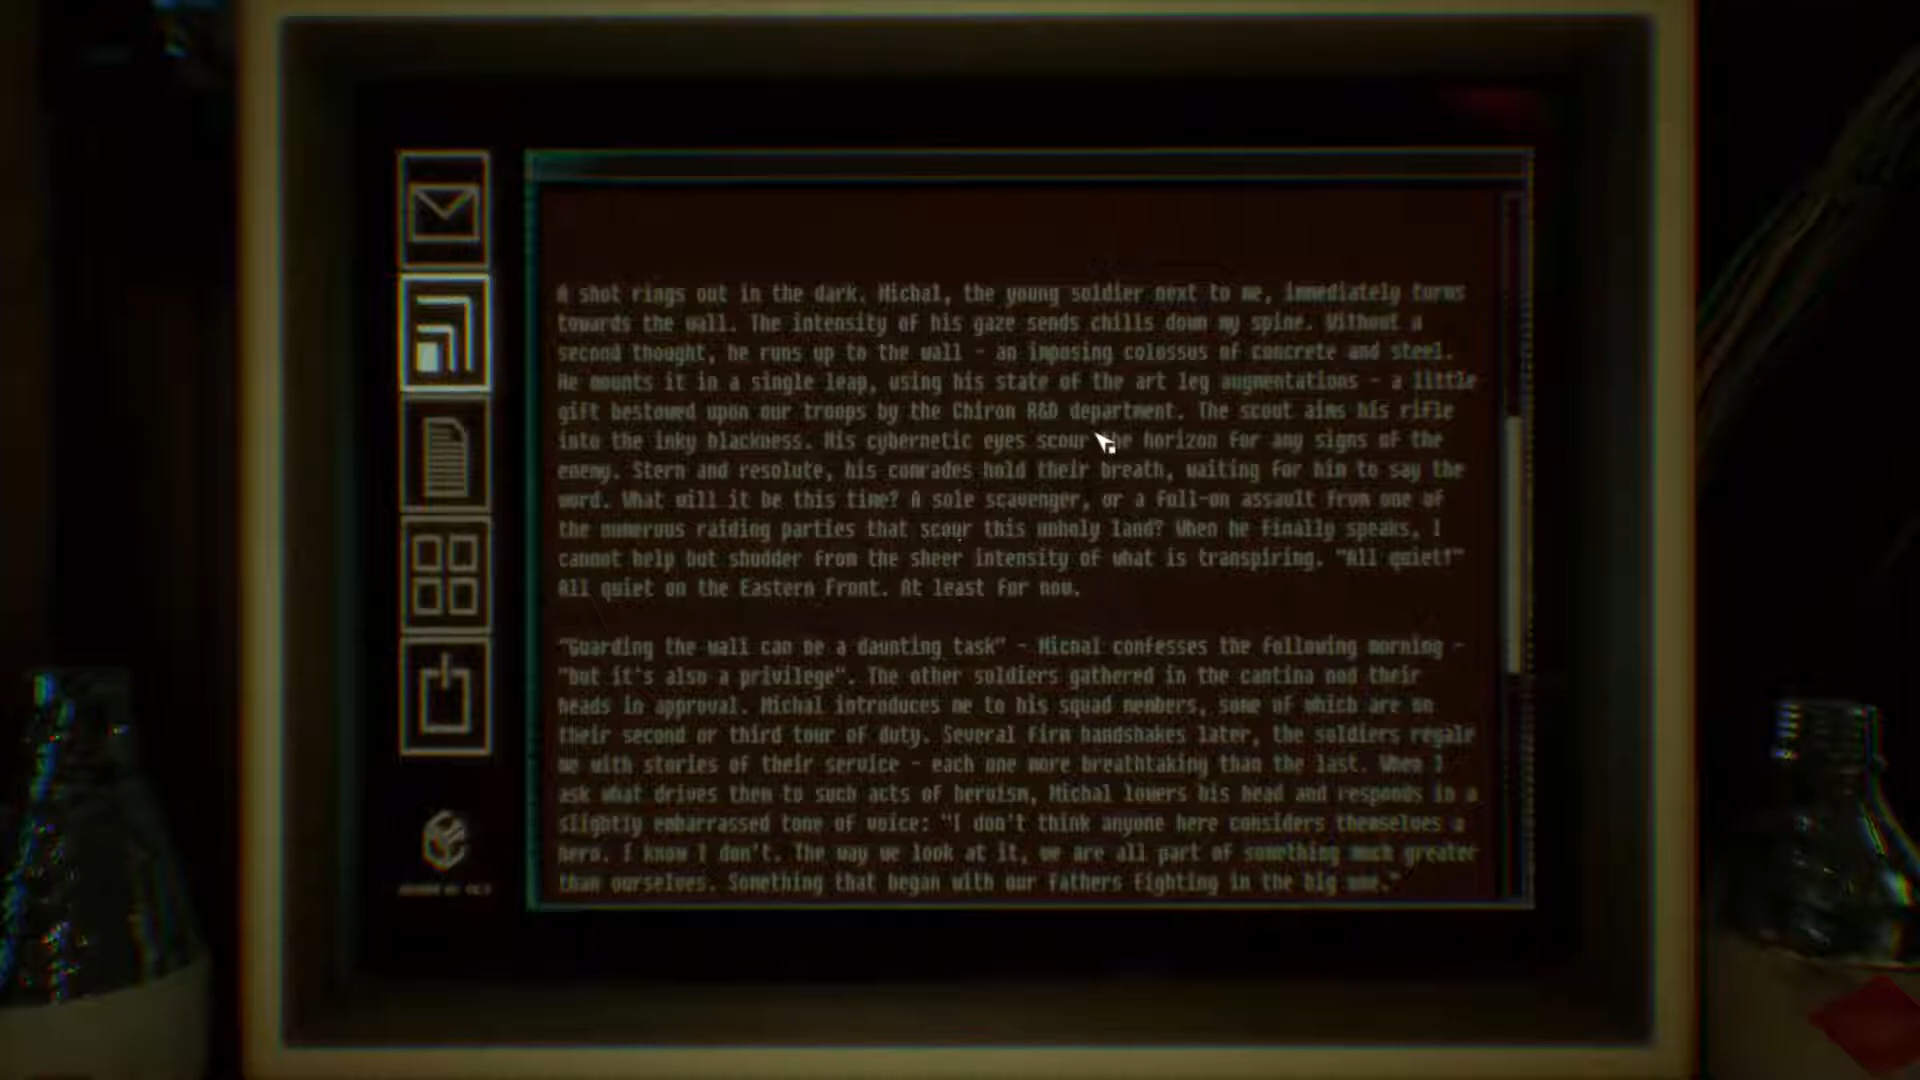 A shot rings out in the dark. Michal, the young soldier next to me, immediately turns
towards the wall. The intensity of his gaze sends chills down my spine. Without a
second thought, he runs up to the wall - an imposing colossus of concrete and steel.
He mounts it in a single leap, using his state of the art leg augmentations - a little
gift bestowed upon our troops by the Chiron R&D department. The scout aims his rifle
into the inky blackness. His cybernetic eyes scour the horizon for any signs of the
enemy. Stern and resolute, his comrades hold their breath, waiting for him to say the
word. What will it be this time? A sole scavenger, or a full-on assault from one of
the numerous raiding parties that scour this unholy land? When he finally speaks, I
cannot help but shudder from the sheer intensity of what is transpiring. "All quiet!"
All quiet on the Eastern Front. At least for now.
"Guarding the wall can be a daunting task" - Michal confesses the following morning -
"but it's also a privilege". The other soldiers gathered in the cantina nod their
heads in approval. Michal introduces me to his squad members, some of which are on
their second or third tour of duty. Several firm handshakes later, the soldiers regale
me with stories of their service - each one more breathtaking than the last. When I
ask what drives them to such acts of heroism, Michal lowers his head and responds in a
slightly embarrassed tone of voice: "I don't think anyone here considers themselves a
hero. I know I don't. The way we look at it, we are all part of something much greater
than ourselves. Something that began with our fathers fighting in the big one."